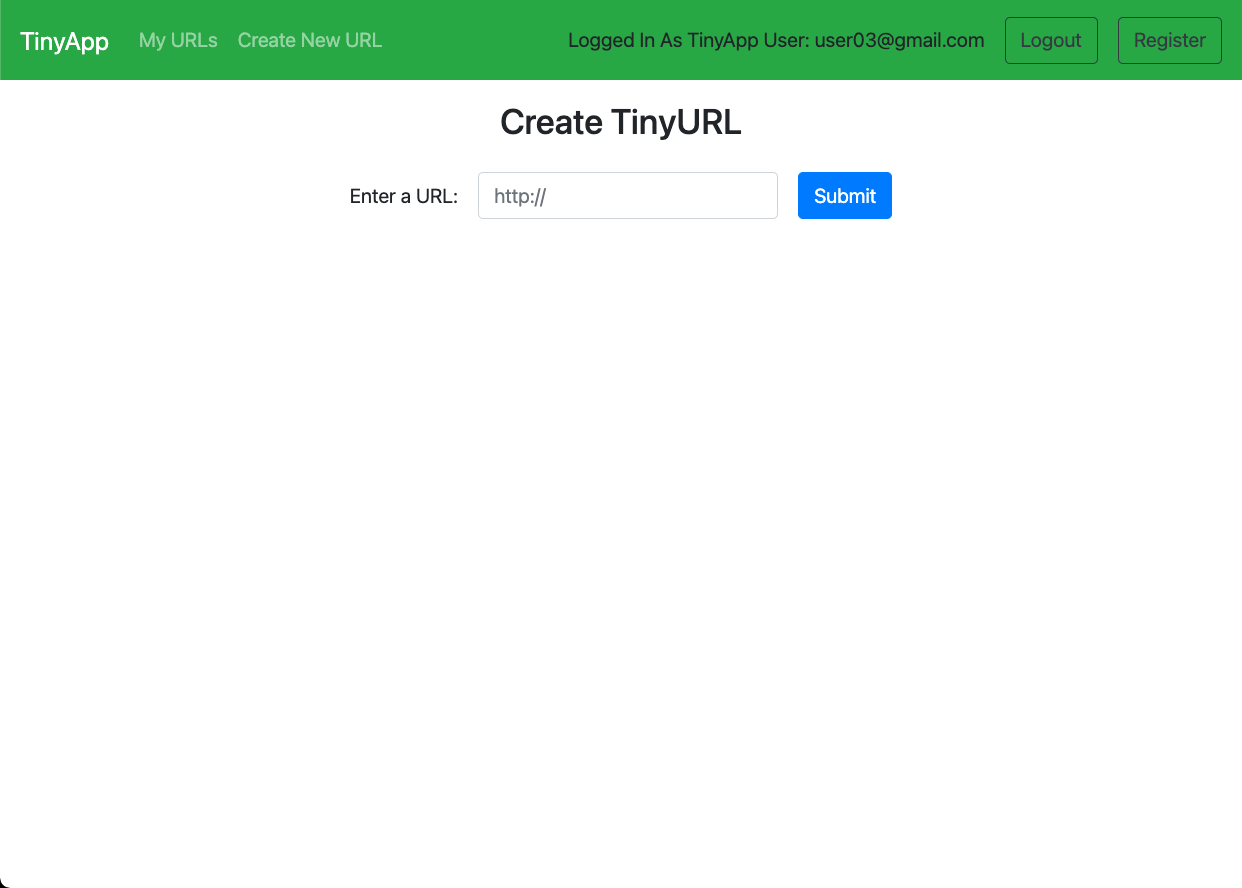 TinyApp My URLs Create New URL Logged In As TinyApp User: user03@gmail.com Logout Register
Create TinyURL
Enter a URL: http:// Submit